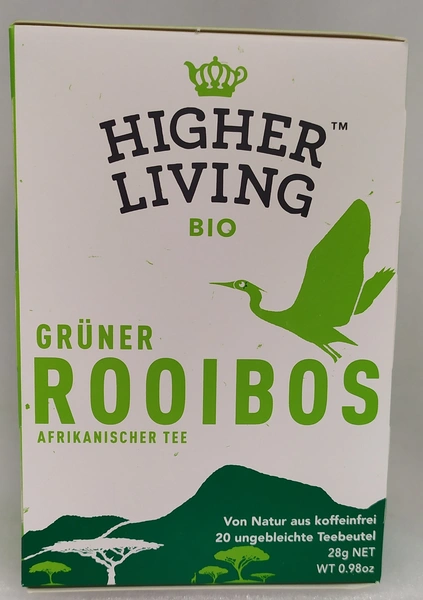 HIGHER™
LIVING
BIO
GRÜNER
ROOIBOS
AFRIKANISCHER TEE
Von Natur aus koffeinfrei
20 ungebleichte Teebeutel
28g NET
WT 0.98oz